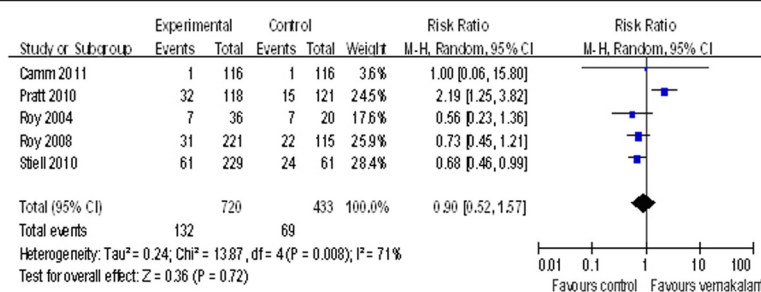 Experimental Control Risk Ratio Risk Ratio
Study or Subgroup Events Total Events Total Weight M-H, Random, 95% CI M-H, Random, 95% CI
Camm 2011 1 116 1 116 3.6% 1.00 [0.06, 15.80]
Pratt 2010 32 118 15 121 24.5% 2.19 [1.25, 3.82]
Roy 2004 7 36 7 20 17.6% 0.56 [0.23, 1.36]
Roy 2008 31 221 22 115 25.9% 0.73 [0.45, 1.21]
Stiell 2010 61 229 24 61 28.4% 0.68 [0.46, 0.99]
Total (95% CI) 720 433 100.0% 0.90 [0.52, 1.57]
Total events 132 69
Heterogeneity: Tau² = 0.24; Chi² = 13.87, df = 4 (P = 0.008); I² = 71%
Test for overall effect: Z = 0.36 (P = 0.72)
0.01 0.1 1 10 100
Favours control Favours vernakalant